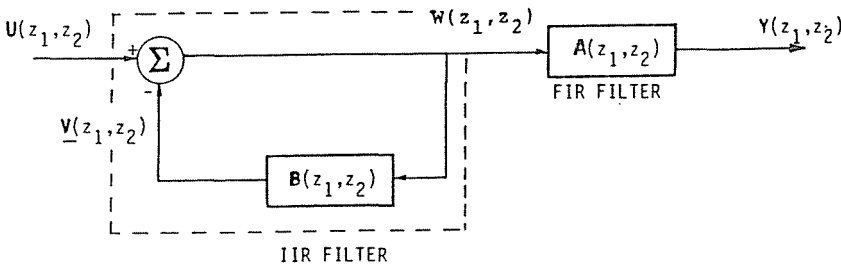 U(z₁,z₂)
W(z₁,z₂)
Y(z₁,z₂)
+
Σ
-
A(z₁,z₂)
FIR FILTER
V(z₁,z₂)
B(z₁,z₂)
IIR FILTER